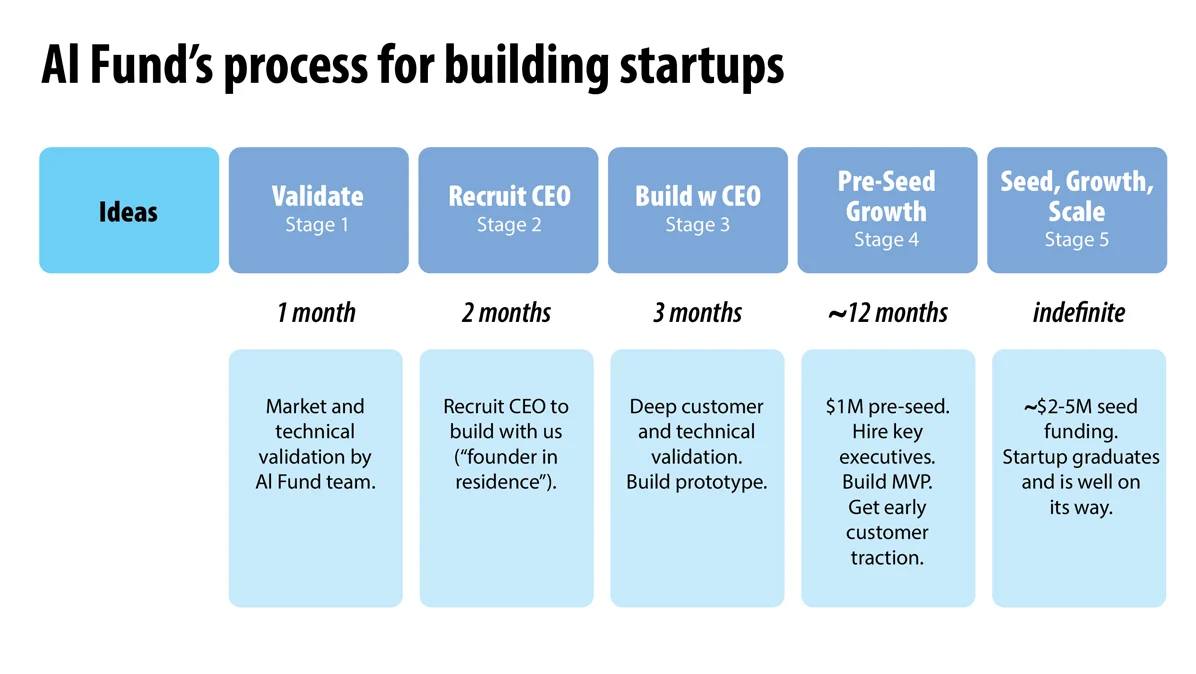 AI Fund's process for building startups
Ideas
Validate
Stage 1
Recruit CEO
Stage 2
Build w CEO
Stage 3
Pre-Seed
Growth
Stage 4
Seed, Growth,
Scale
Stage 5
1 month
2 months
3 months
~12 months
indefinite
Market and
technical
validation by
AI Fund team.
Recruit CEO to
build with us
(“founder in
residence”).
Deep customer
and technical
validation.
Build prototype.
$1M pre-seed.
Hire key
executives.
Build MVP.
Get early
customer
traction.
~$2-5M seed
funding.
Startup graduates
and is well on
its way.